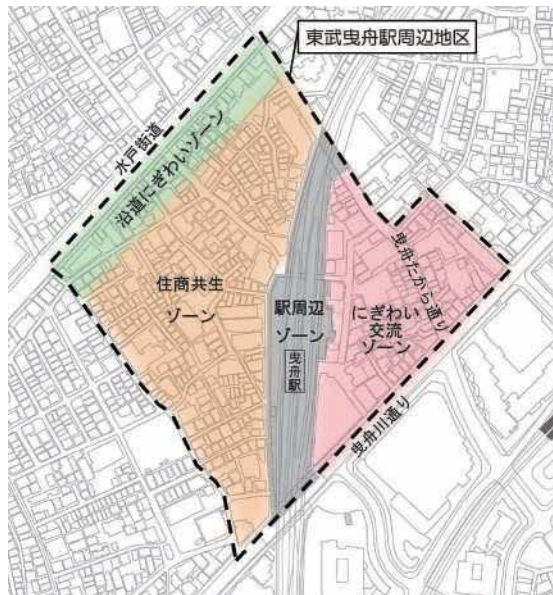 東武曳舟駅周辺地区
水戸街道
沿道にぎわいゾーン
住商共生
ゾーン
駅周辺
ゾーン
曳舟駅
曳舟たから通り
にぎわい
交流
ゾーン
曳舟川通り